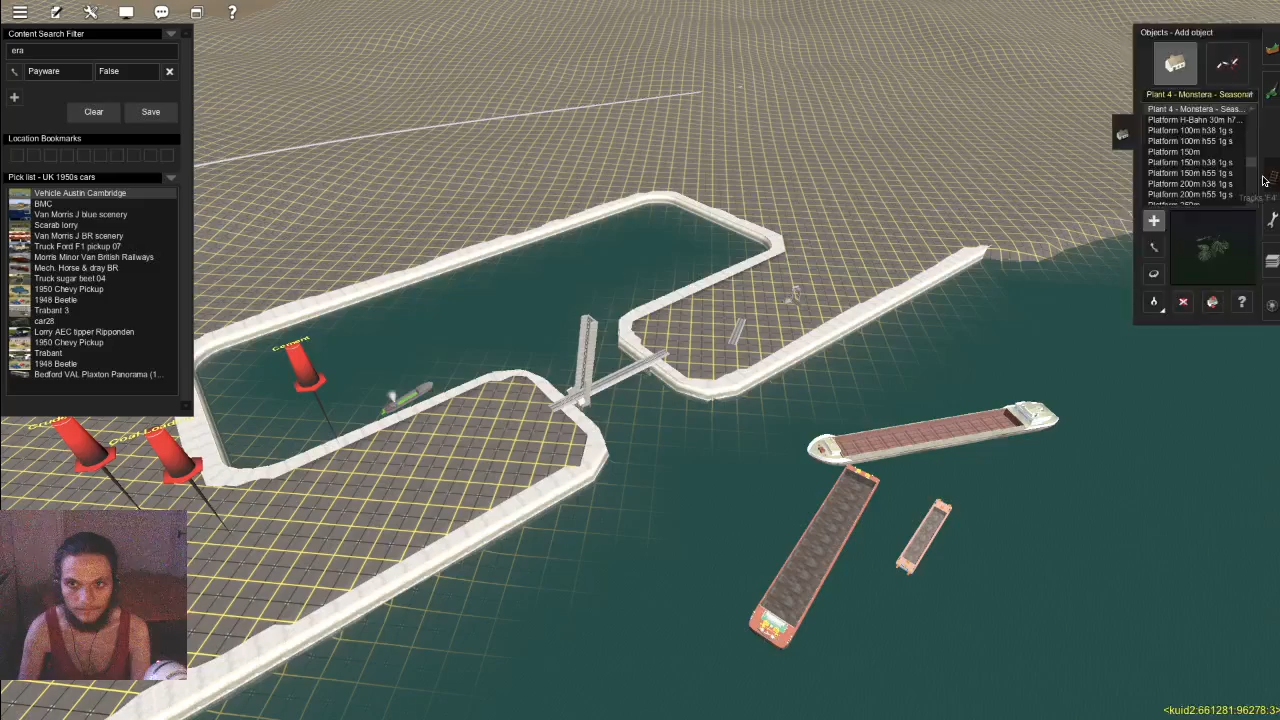 Content Search Filter
era
Payware
False
Clear
Save
Location Bookmarks
Pick list - UK 1950s cars
Vehicle Austin Cambridge
BMC
Van Morris J blue scenery
Scarab lorry
Van Morris J BR scenery
Truck Ford F1 pickup 07
Morris Minor Van British Railways
Mech. Horse & dray BR
Truck sugar beet 04
1950 Chevy Pickup
1948 Beetle
Trabant 3
car28
Lorry AEC tipper Ripponden
1950 Chevy Pickup
Trabant
1948 Beetle
Bedford VAL Plaxton Panorama (1...
Cement
Objects - Add object
Plant 4 - Monstera - Seasonal
Plant 4 - Monstera - Seas...
Platform H-Bahn 30m h7...
Platform 100m h38 1g s
Platform 100m h55 1g s
Platform 150m
Platform 150m h38 1g s
Platform 150m h55 1g s
Platform 200m h38 1g s
Platform 200m h55 1g s
Tracks F4
<kuid2:661281:96278:3>